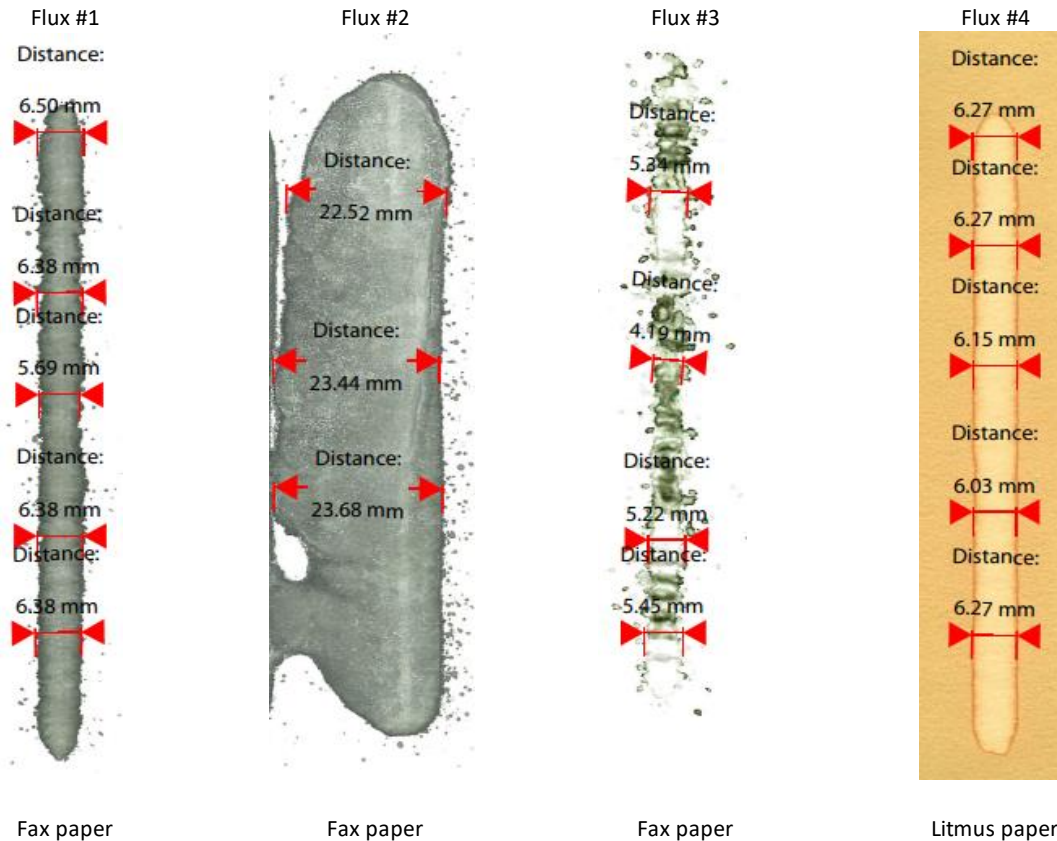 Flux #1
Distance:
6.50 mm
Distance:
6.38 mm
Distance:
5.69 mm
Distance:
6.38 mm
Distance:
6.38 mm
Fax paper
Flux #2
Distance:
22.52 mm
Distance:
23.44 mm
Distance:
23.68 mm
Fax paper
Flux #3
Distance:
5.34 mm
Distance:
4.19 mm
Distance:
5.22 mm
Distance:
5.45 mm
Fax paper
Flux #4
Distance:
6.27 mm
Distance:
6.27 mm
Distance:
6.15 mm
Distance:
6.03 mm
Distance:
6.27 mm
Litmus paper